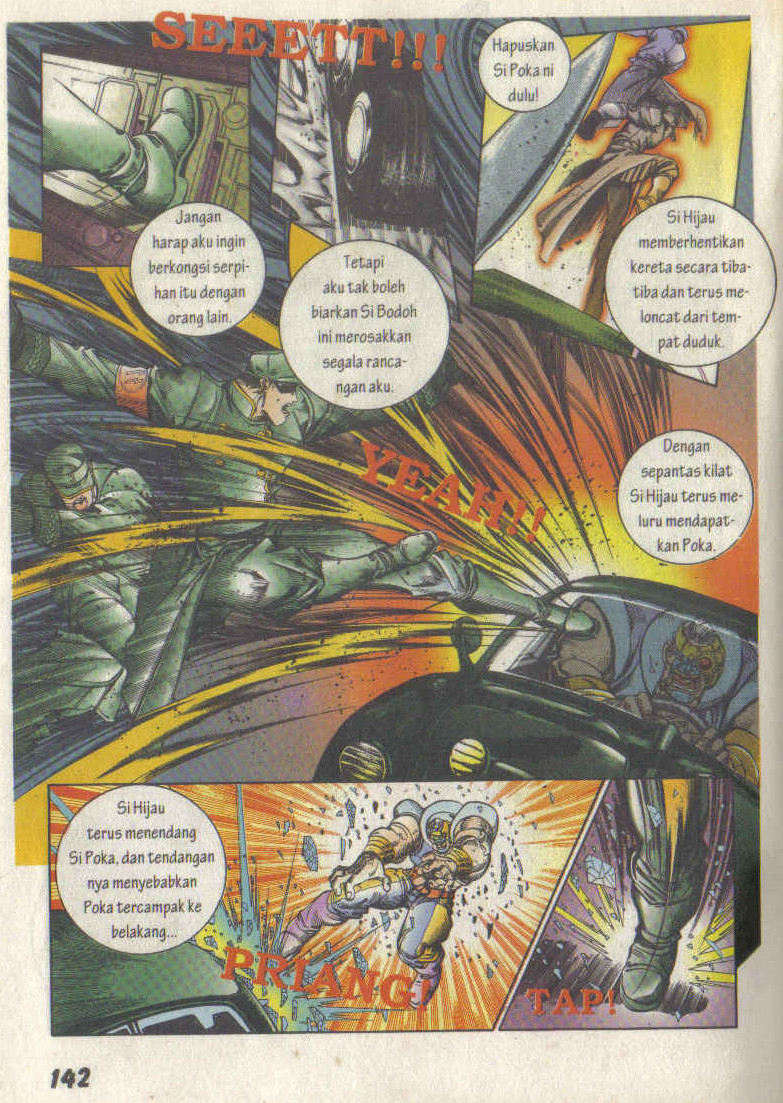 SEEETT!!!
Jangan
harap aku ingin
berkongsi serpi-
han itu dengan
orang lain.
Tetapi
aku tak boleh
biarkan Si Bodoh
ini merosakkan
segala ranca-
ngan aku.
Hapuskan
Si Poka ni
dulu!
Si Hijau
memberhentikan
kereta secara tiba-
tiba dan terus me-
loncat dari tem-
pat duduk.
YEAH!!
Dengan
sepantas kilat
Si Hijau terus me-
luru mendapat-
kan Poka.
Si Hijau
terus menendang
Si Poka, dan tendangan
nya menyebabkan
Poka tercampak ke
belakang...
PRIANG!
TAP!
142